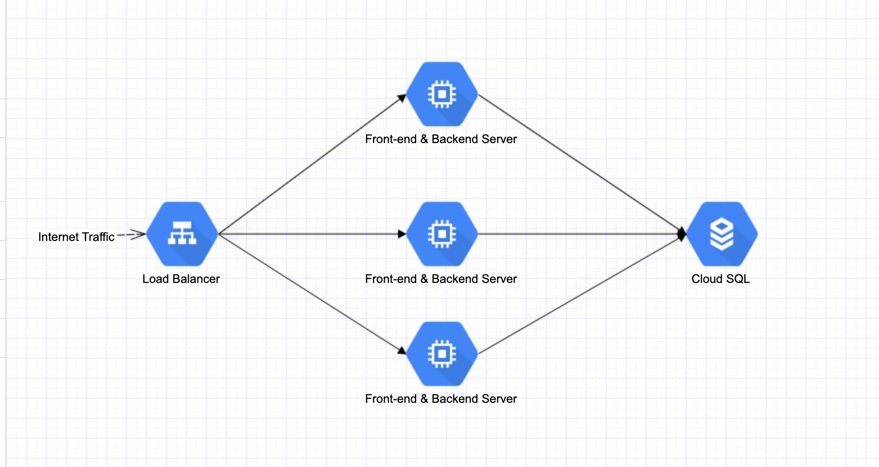 Front-end & Backend Server
Internet Traffic
Load Balancer
Front-end & Backend Server
Cloud SQL
Front-end & Backend Server